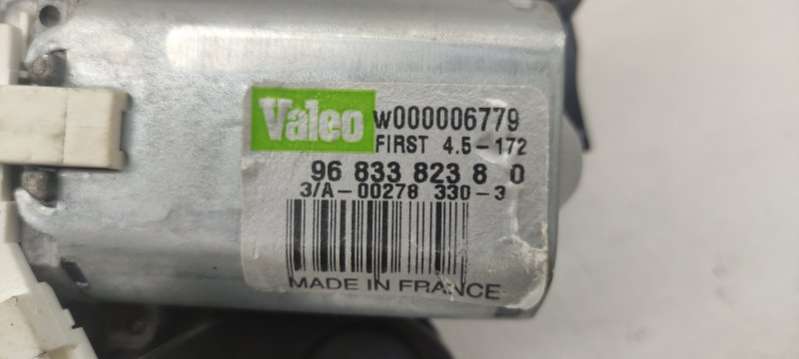 Valeo w000006779
FIRST 4.5-172
96 833 823 8 0
3/A-00278 330-3
MADE IN FRANCE